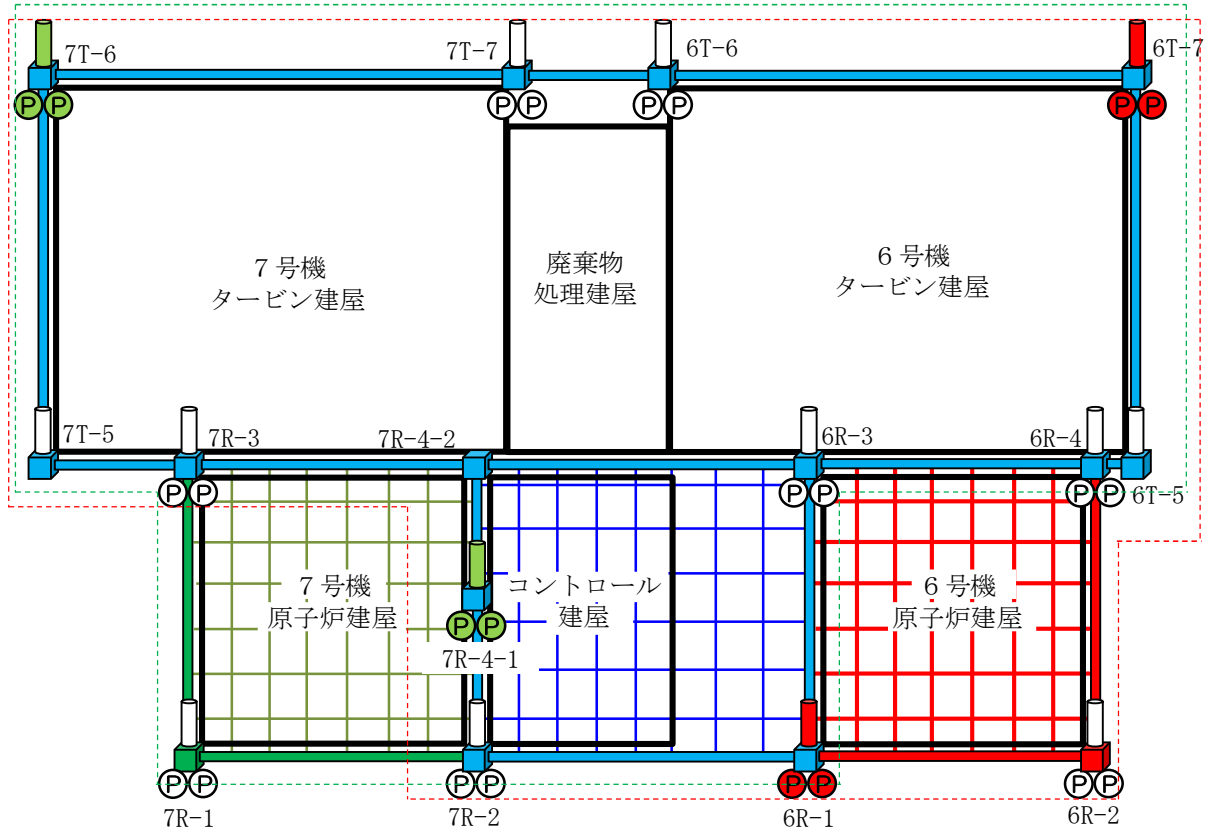 7T-6
7T-7
6T-6
6T-7
P P
P P
P P
P P
7号機
タービン建屋
廃棄物
処理建屋
6号機
タービン建屋
7T-5
7R-3
7R-4-2
6R-3
6R-4
P P
P P
P P
6T-5
7号機
原子炉建屋
コントロール
建屋
6号機
原子炉建屋
P P
7R-4-1
P P
P P
P P
P P
7R-1
7R-2
6R-1
6R-2